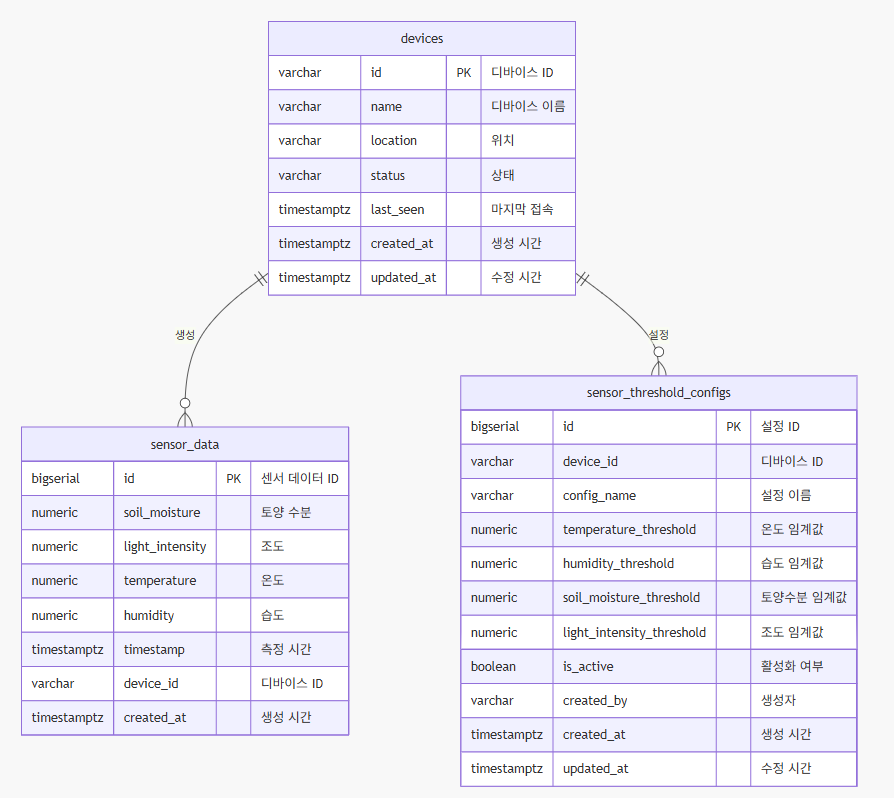 devices
varchar id PK 디바이스 ID
varchar name 디바이스 이름
varchar location 위치
varchar status 상태
timestamptz last_seen 마지막 접속
timestamptz created_at 생성 시간
timestamptz updated_at 수정 시간
생성
설정
sensor_data
bigserial id PK 센서 데이터 ID
numeric soil_moisture 토양 수분
numeric light_intensity 조도
numeric temperature 온도
numeric humidity 습도
timestamptz timestamp 측정 시간
varchar device_id 디바이스 ID
timestamptz created_at 생성 시간
sensor_threshold_configs
bigserial id PK 설정 ID
varchar device_id 디바이스 ID
varchar config_name 설정 이름
numeric temperature_threshold 온도 임계값
numeric humidity_threshold 습도 임계값
numeric soil_moisture_threshold 토양수분 임계값
numeric light_intensity_threshold 조도 임계값
boolean is_active 활성화 여부
varchar created_by 생성자
timestamptz created_at 생성 시간
timestamptz updated_at 수정 시간